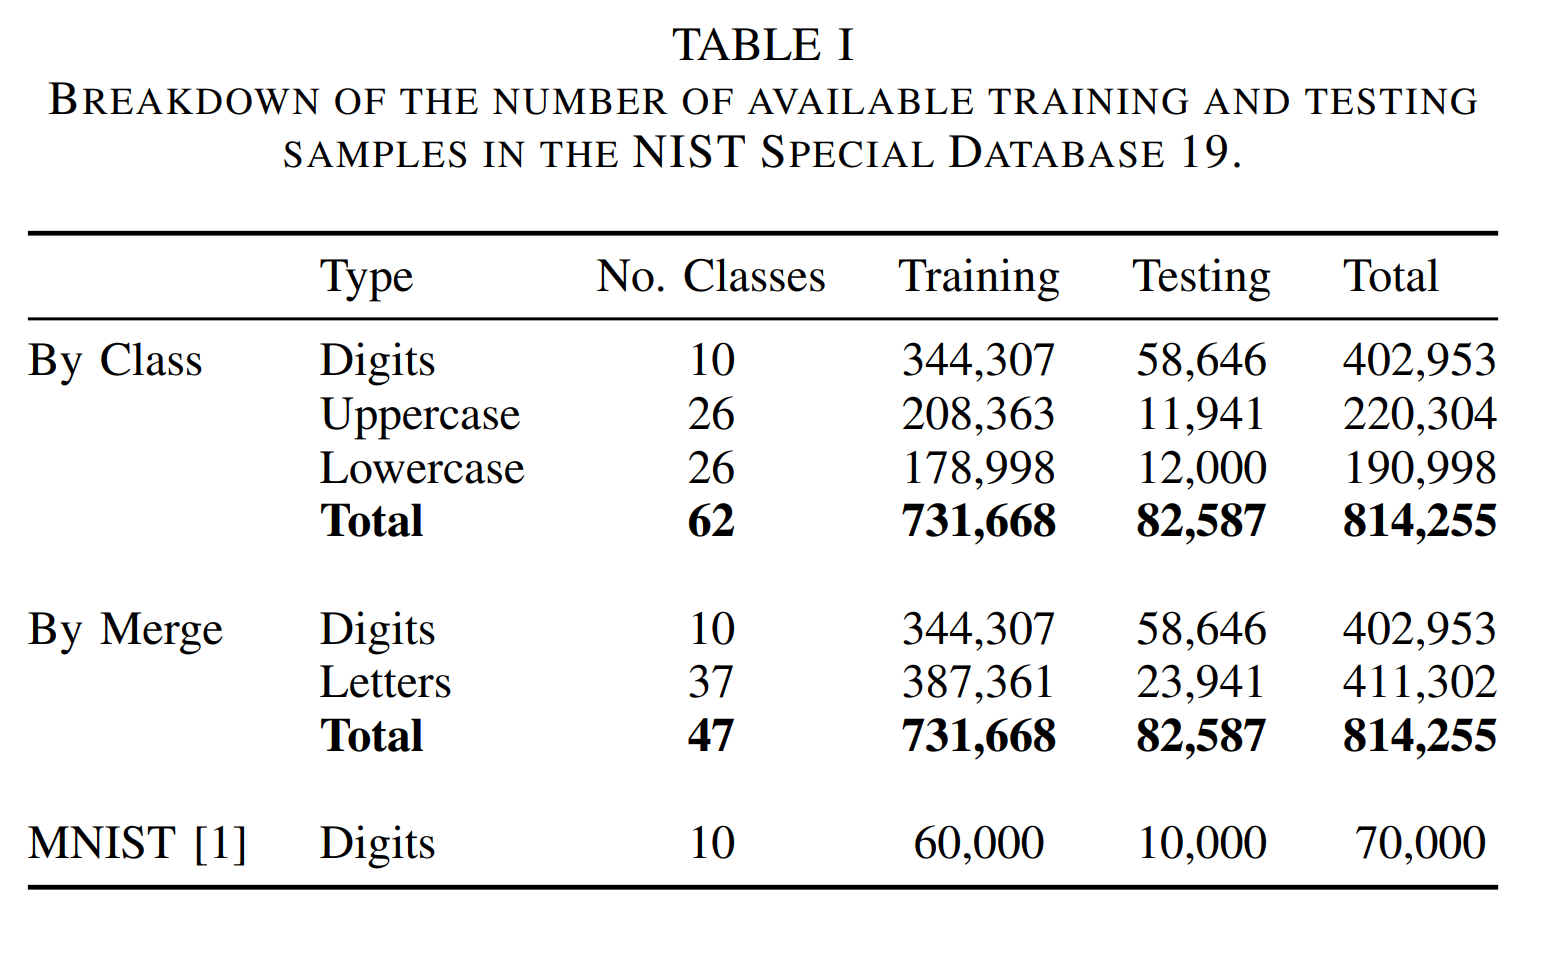 TABLE I
BREAKDOWN OF THE NUMBER OF AVAILABLE TRAINING AND TESTING
SAMPLES IN THE NIST SPECIAL DATABASE 19.
Type No. Classes Training Testing Total
By Class Digits 10 344,307 58,646 402,953
Uppercase 26 208,363 11,941 220,304
Lowercase 26 178,998 12,000 190,998
Total 62 731,668 82,587 814,255
By Merge Digits 10 344,307 58,646 402,953
Letters 37 387,361 23,941 411,302
Total 47 731,668 82,587 814,255
MNIST [1] Digits 10 60,000 10,000 70,000